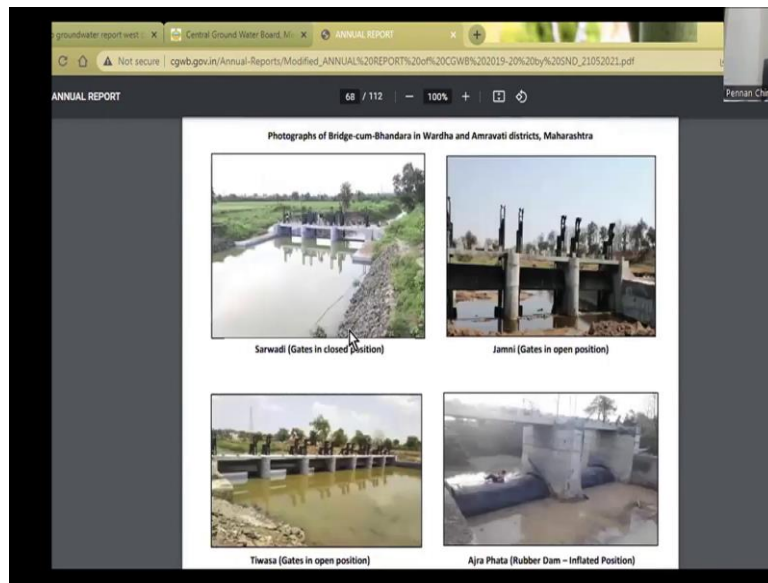 groundwater report west
Central Ground Water Board, Min
ANNUAL REPORT
Not secure
cgwb.gov.in/Annual-Reports/Modified_ANNUAL%20REPORT%20of%20CGWB%202019-20%20by%20SND_21052021.pdf
ANNUAL REPORT
68 / 112
100%
Pennan Chin
Photographs of Bridge-cum-Bhandara in Wardha and Amravati districts, Maharashtra
Sarwadi (Gates in closed position)
Jamni (Gates in open position)
Tiwasa (Gates in open position)
Ajra Phata (Rubber Dam – Inflated Position)